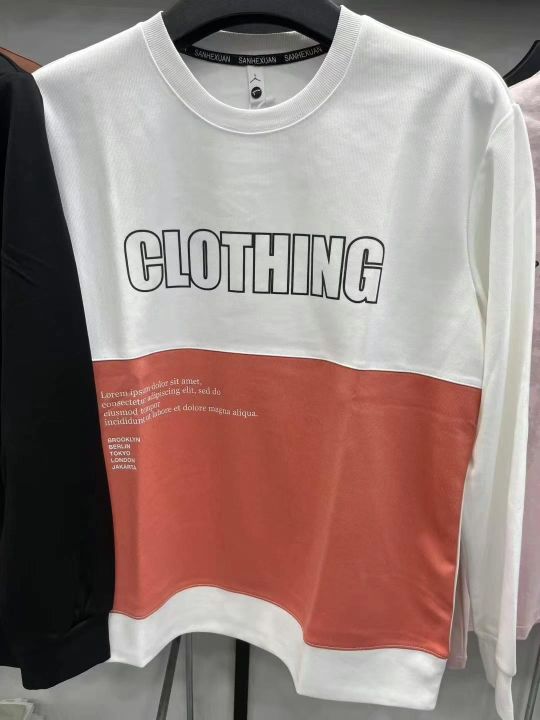 SANHEXUAN SANHEXUAN SANHEXUAN
CLOTHING
Lorem ipsum dolor sit amet,
consectetur adipiscing elit, sed do
eiusmod tempor
incididunt ut labore et dolore magna aliqua.
BROOKLYN
BERLIN
TOKYO
LONDON
JAKARTA